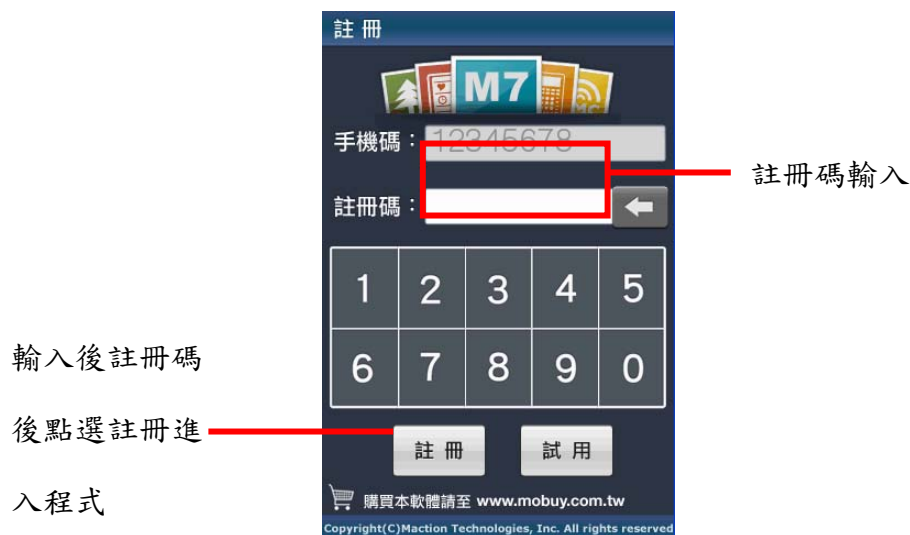 註 冊
M7
MG
手機碼：12345678
註冊碼輸入
註冊碼：
1 2 3 4 5
6 7 8 9 0
輸入後註冊碼
後點選註冊進
入程式
註 冊 試 用
購買本軟體請至 www.mobuy.com.tw
Copyright(C)Maction Technologies, Inc. All rights reserved